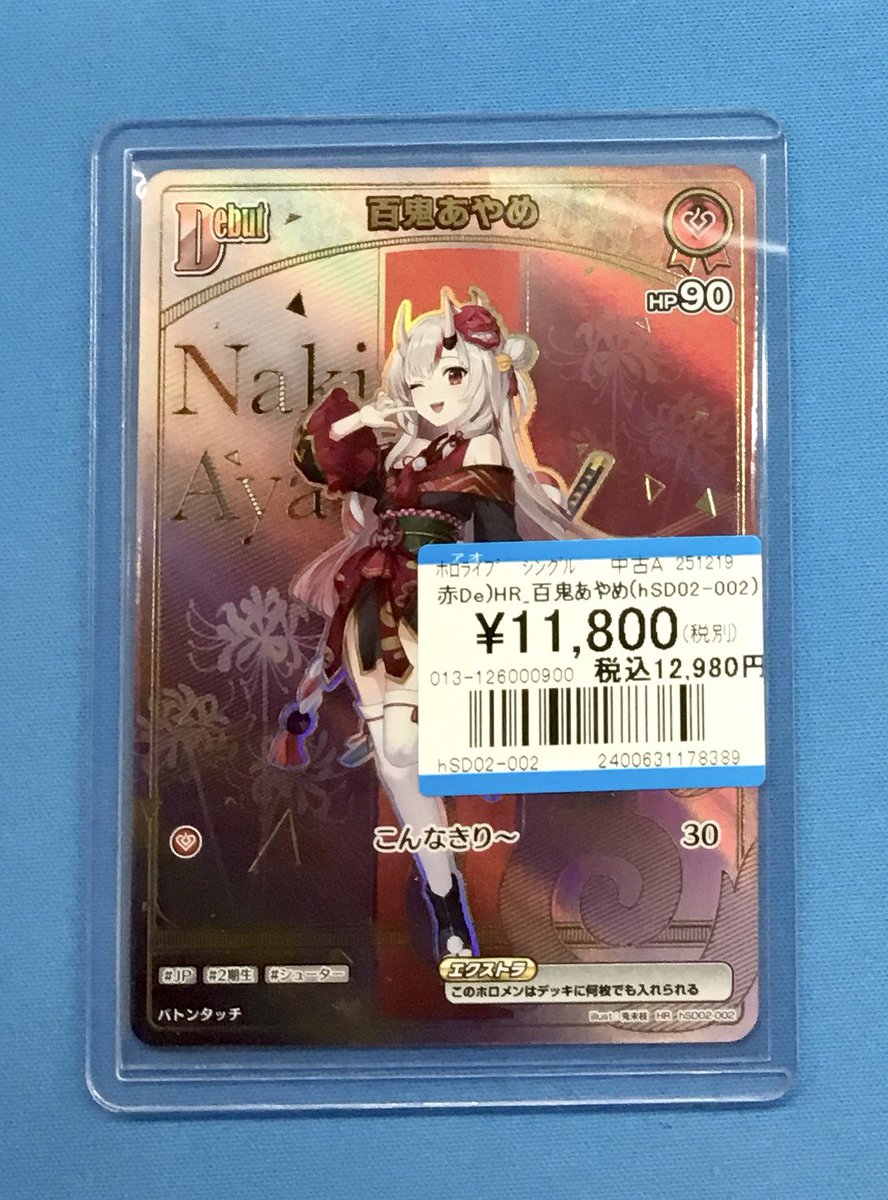 Debut
百鬼あやめ
HP90
Naki
Aya
アオ
ホロライブ シングル 中古A 251219
赤De)HR_百鬼あやめ(hSD02-002)
¥11,800(税別)
013-126000900 税込12,980円
hSD02-002 2400631178389
こんなきり～ 30
#JP #2期生 #シューター
エクストラ
このホロメンはデッキに何枚でも入れられる
バトンタッチ
illust: HR hSD02-002